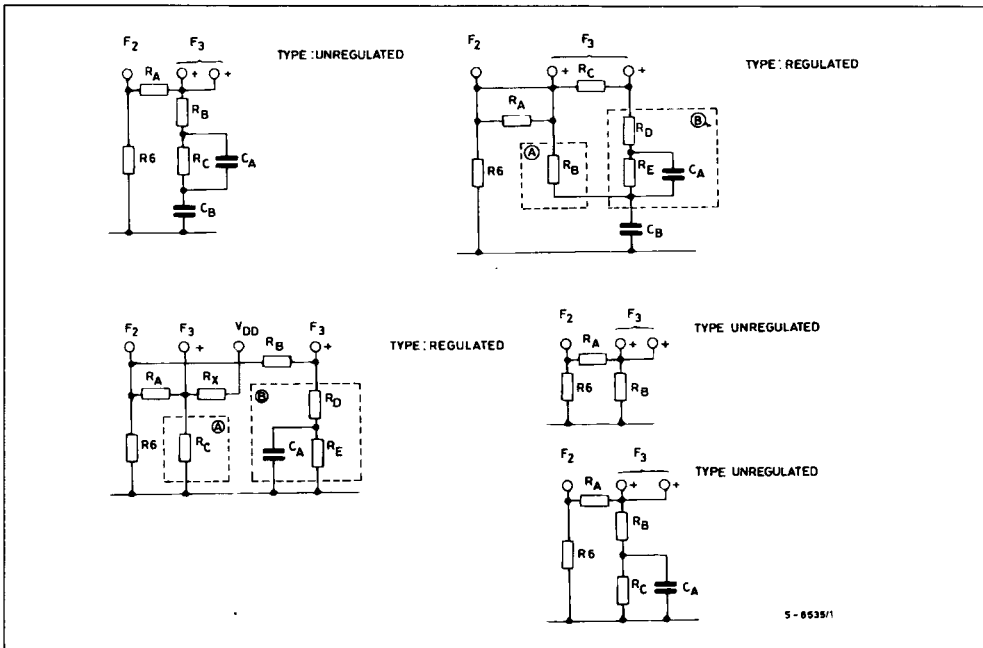 F2 F3
TYPE : UNREGULATED
RA
+ +
RB
R6 RC CA
CB
F2 F3
TYPE : REGULATED
+ RC +
RA
RD B
A
R6 RB RE CA
CB
F2 F3 VDD F3
TYPE : REGULATED
+ RB +
RA RX
B RD
A
R6 RC CA RE
F2 F3
TYPE UNREGULATED
RA + +
R6 RB
F2 F3
TYPE UNREGULATED
RA + +
RB
R6
RC CA
5-6535/1